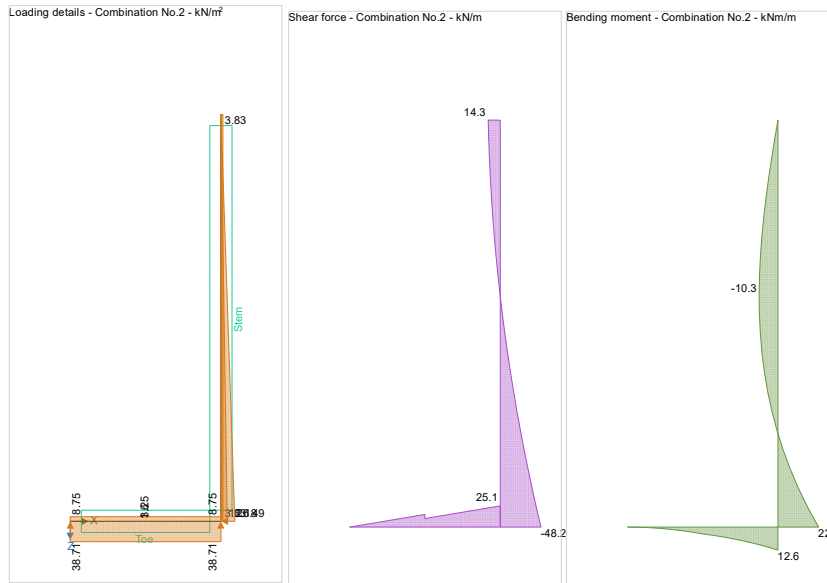 Loading details - Combination No.2 - kN/m²
Shear force - Combination No.2 - kN/m
Bending moment - Combination No.2 - kNm/m
3.83
14.3
-10.3
Stem
8.75
8.75
X
Z
Toe
38.71
38.71
25.1
-48.2
22
12.6